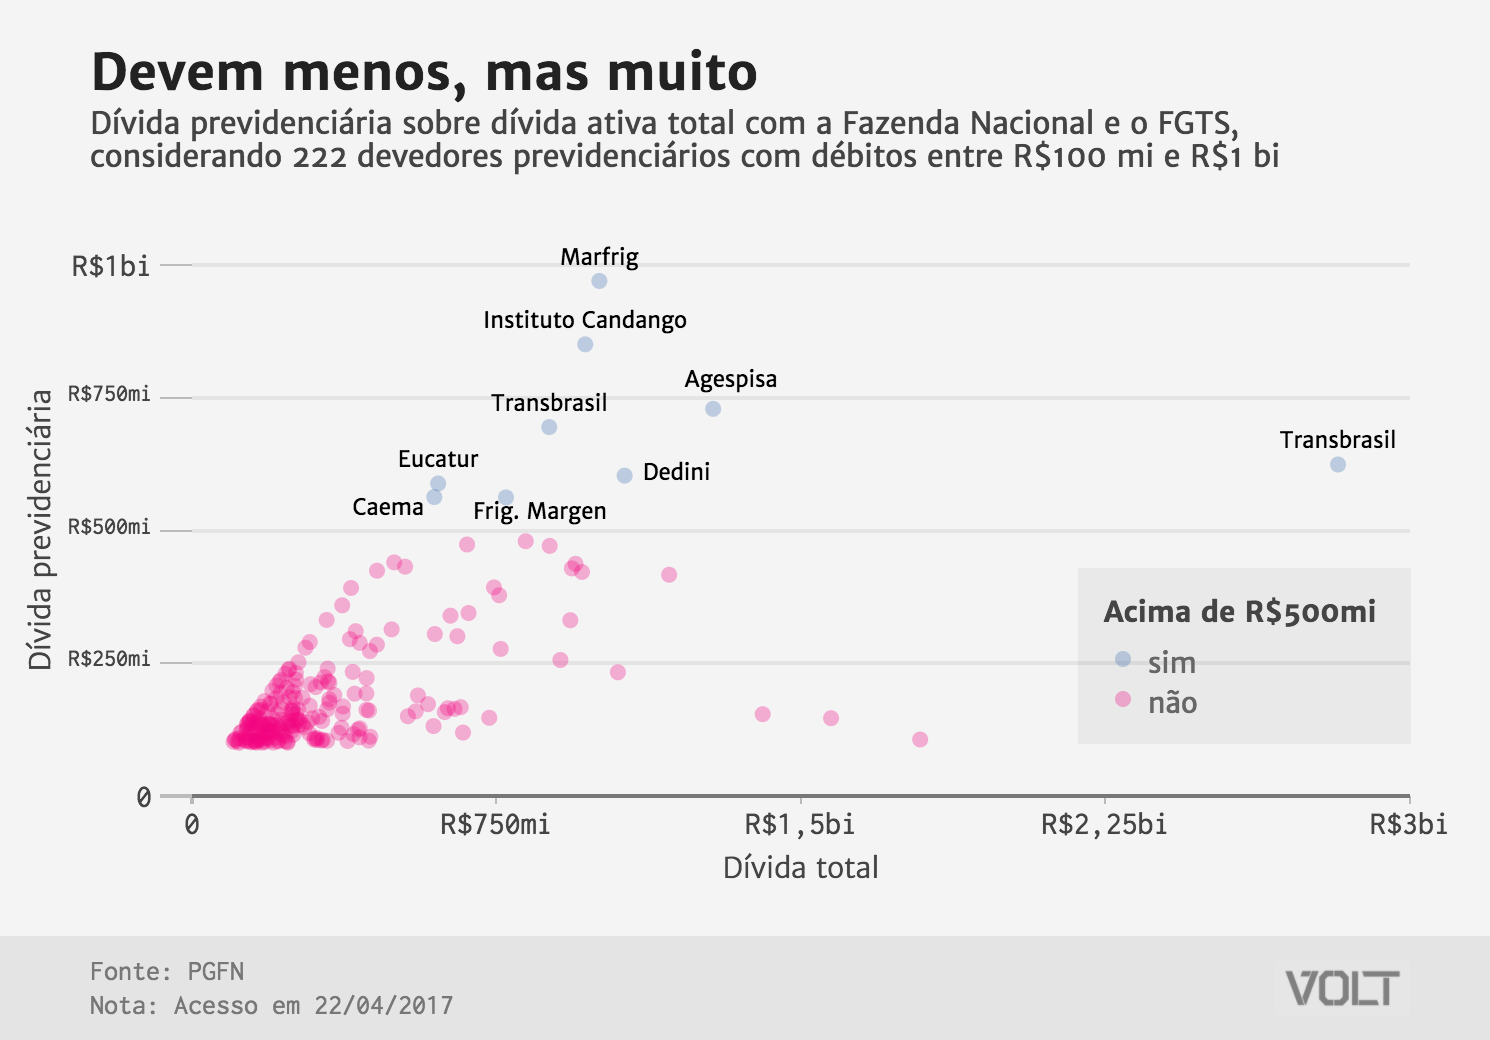 Devem menos, mas muito
Dívida previdenciária sobre dívida ativa total com a Fazenda Nacional e o FGTS,
considerando 222 devedores previdenciários com débitos entre R$100 mi e R$1 bi
R$1bi
Marfrig
Instituto Candango
Agespisa
R$750mi
Transbrasil
Transbrasil
Eucatur
Dedini
Caema
Frig. Margen
R$500mi
Dívida previdenciária
Acima de R$500mi
sim
não
R$250mi
0
0
R$750mi
R$1,5bi
R$2,25bi
R$3bi
Dívida total
Fonte: PGFN
Nota: Acesso em 22/04/2017
VOLT